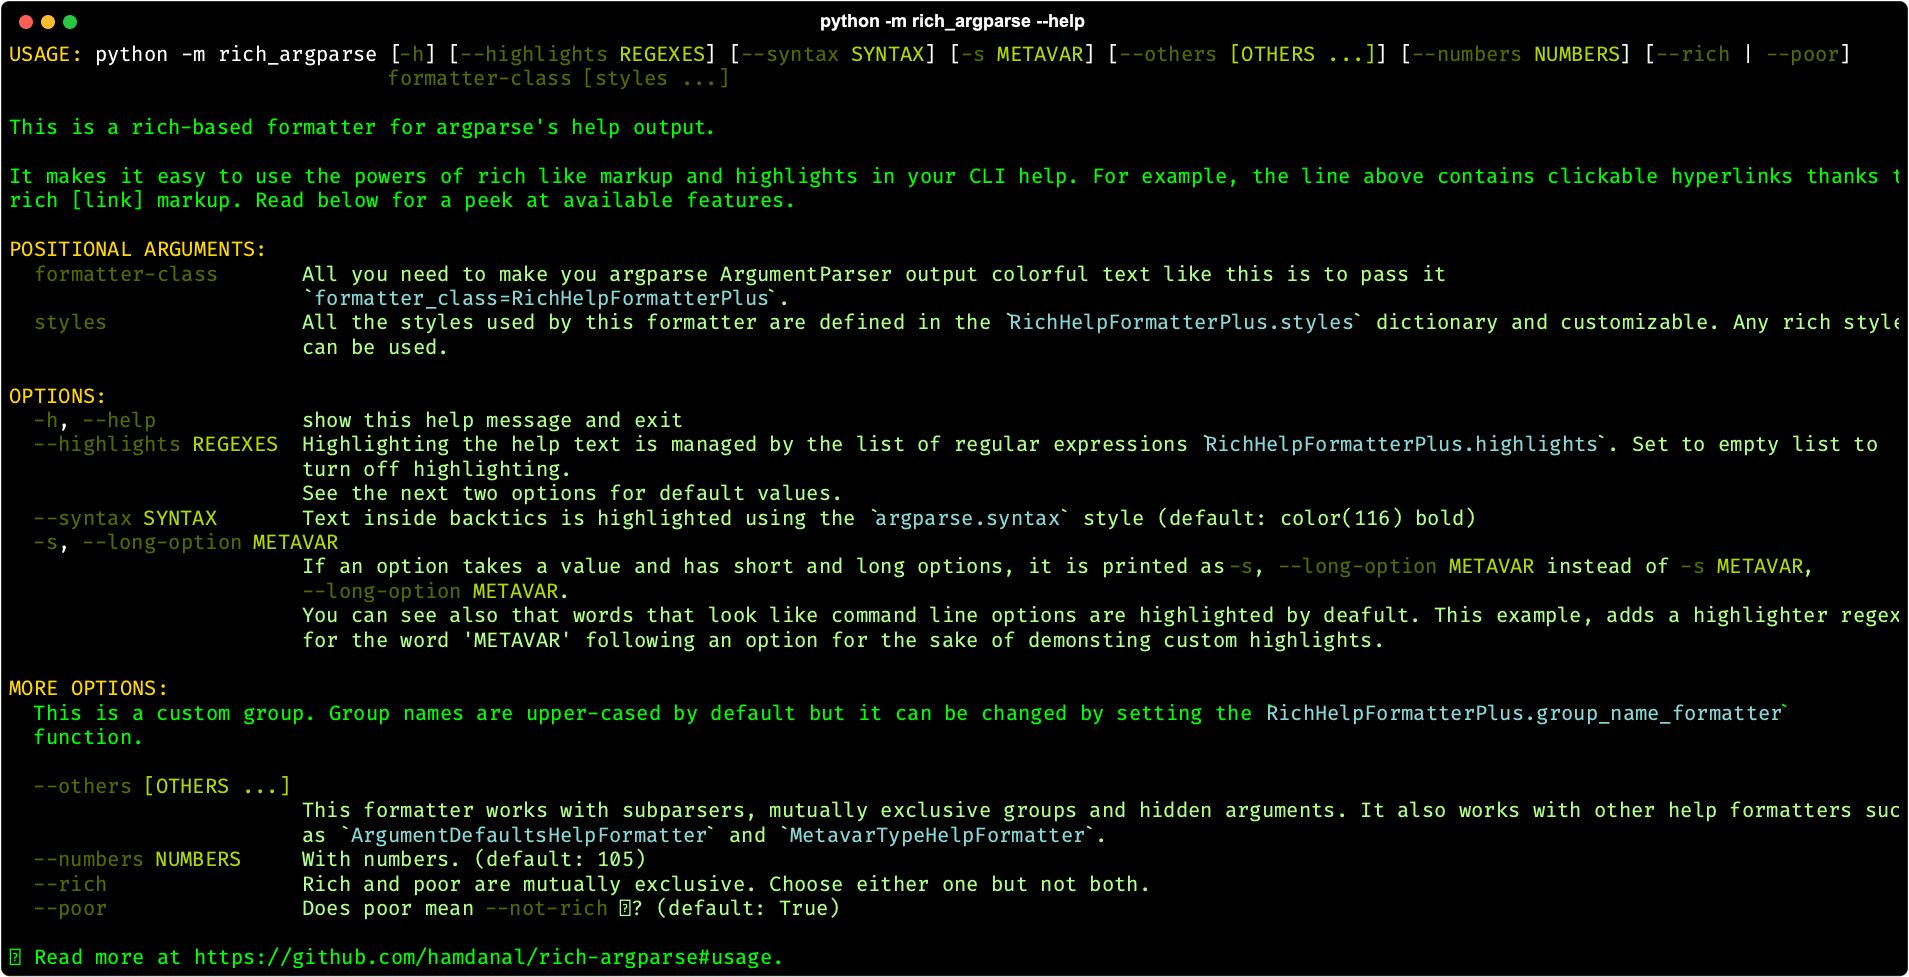 python -m rich_argparse --help
USAGE: python -m rich_argparse [-h] [--highlights REGEXES] [--syntax SYNTAX] [-s METAVAR] [--others [OTHERS ...]] [--numbers NUMBERS] [--rich | --poor]
formatter-class [styles ...]
This is a rich-based formatter for argparse's help output.
It makes it easy to use the powers of rich like markup and highlights in your CLI help. For example, the line above contains clickable hyperlinks thanks t
rich [link] markup. Read below for a peek at available features.
POSITIONAL ARGUMENTS:
formatter-class All you need to make you argparse ArgumentParser output colorful text like this is to pass it
`formatter_class=RichHelpFormatterPlus`.
styles All the styles used by this formatter are defined in the `RichHelpFormatterPlus.styles` dictionary and customizable. Any rich style
can be used.
OPTIONS:
-h, --help show this help message and exit
--highlights REGEXES Highlighting the help text is managed by the list of regular expressions `RichHelpFormatterPlus.highlights`. Set to empty list to
turn off highlighting.
See the next two options for default values.
--syntax SYNTAX Text inside backtics is highlighted using the `argparse.syntax` style (default: color(116) bold)
-s, --long-option METAVAR
If an option takes a value and has short and long options, it is printed as -s, --long-option METAVAR instead of -s METAVAR,
--long-option METAVAR.
You can see also that words that look like command line options are highlighted by deafult. This example, adds a highlighter regex
for the word 'METAVAR' following an option for the sake of demonsting custom highlights.
MORE OPTIONS:
This is a custom group. Group names are upper-cased by default but it can be changed by setting the RichHelpFormatterPlus.group_name_formatter`
function.
--others [OTHERS ...]
This formatter works with subparsers, mutually exclusive groups and hidden arguments. It also works with other help formatters suc
as `ArgumentDefaultsHelpFormatter` and `MetavarTypeHelpFormatter`.
--numbers NUMBERS With numbers. (default: 105)
--rich Rich and poor are mutually exclusive. Choose either one but not both.
--poor Does poor mean --not-rich ? (default: True)
Read more at https://github.com/hamdanal/rich-argparse#usage.